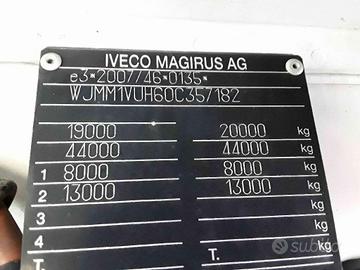 IVECO MAGIRUS AG
e3*2007/46*0135*
WJMM1VUH60C357182
19000 20000 kg
44000 44000 kg
1 8000 8000 kg
2 13000 13000 kg
3 kg
4 kg
T. T.
subito